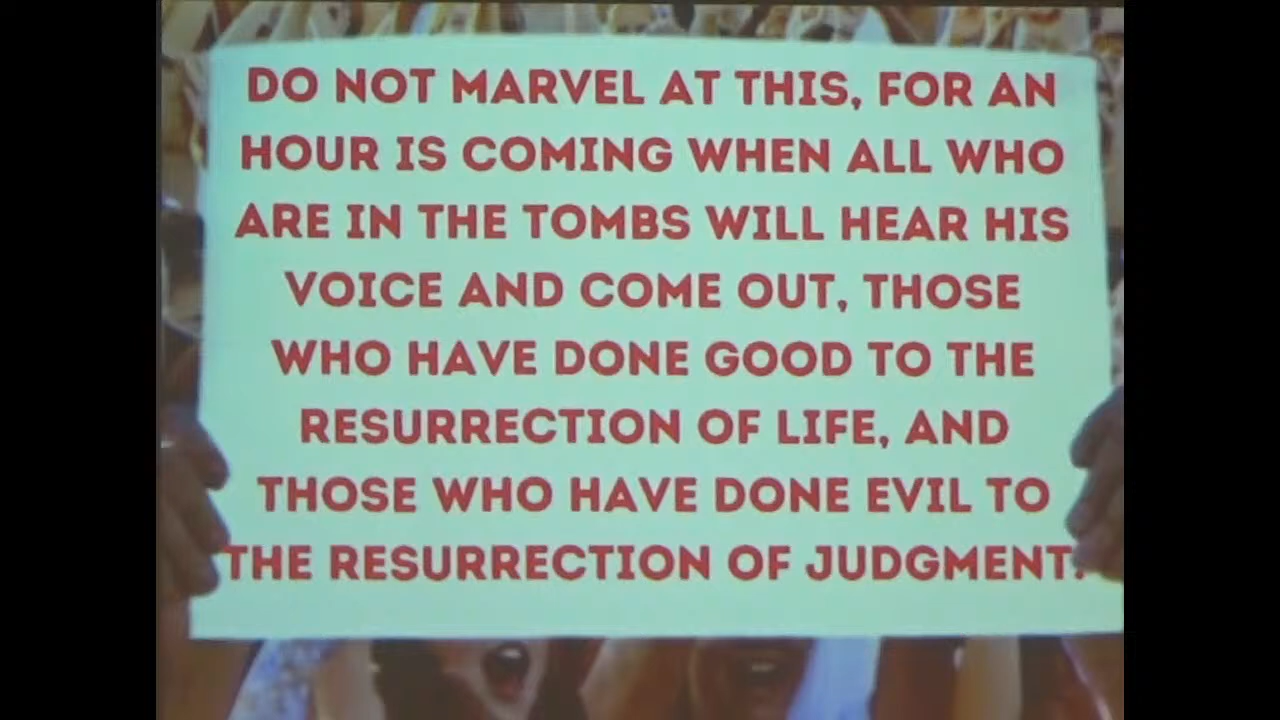 DO NOT MARVEL AT THIS, FOR AN
HOUR IS COMING WHEN ALL WHO
ARE IN THE TOMBS WILL HEAR HIS
VOICE AND COME OUT, THOSE
WHO HAVE DONE GOOD TO THE
RESURRECTION OF LIFE, AND
THOSE WHO HAVE DONE EVIL TO
THE RESURRECTION OF JUDGMENT.